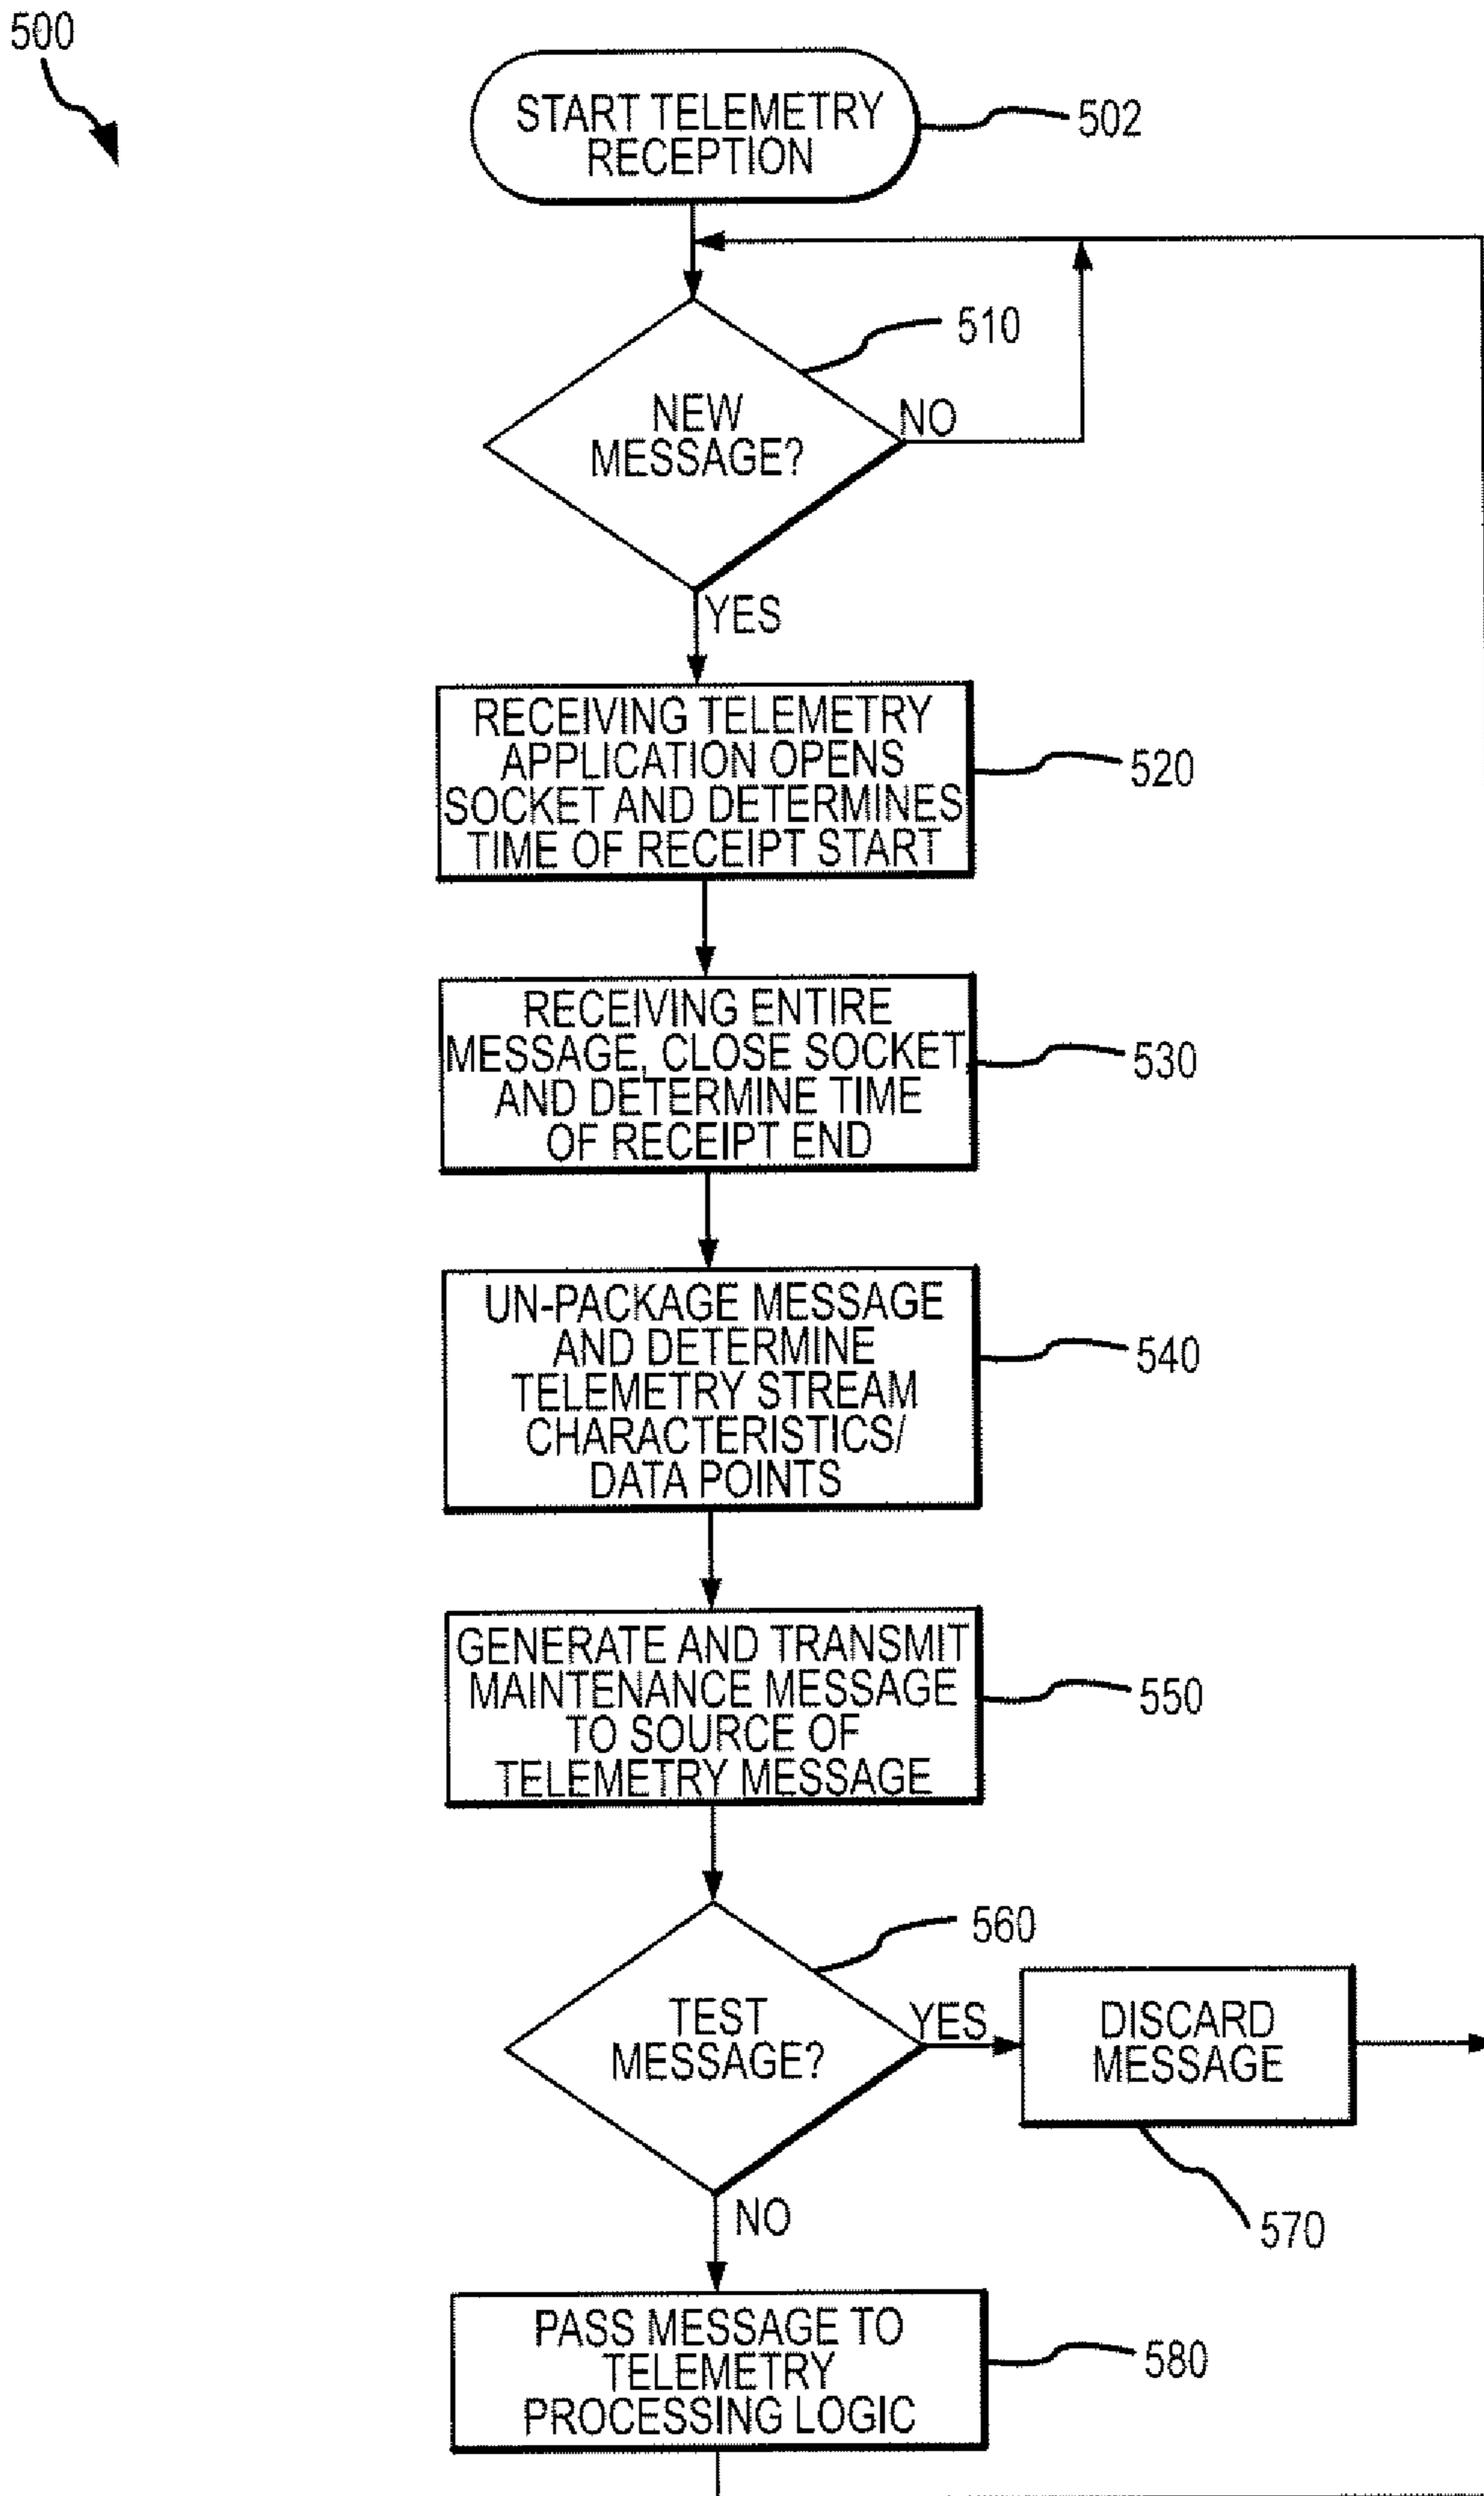 500
START TELEMETRY
RECEPTION
502
510
NEW
MESSAGE?
NO
YES
RECEIVING TELEMETRY
APPLICATION OPENS
SOCKET AND DETERMINES
TIME OF RECEIPT START
520
RECEIVING ENTIRE
MESSAGE, CLOSE SOCKET
AND DETERMINE TIME
OF RECEIPT END
530
UN-PACKAGE MESSAGE
AND DETERMINE
TELEMETRY STREAM
CHARACTERISTICS/
DATA POINTS
540
GENERATE AND TRANSMIT
MAINTENANCE MESSAGE
TO SOURCE OF
TELEMETRY MESSAGE
550
560
TEST
MESSAGE?
YES
DISCARD
MESSAGE
570
NO
PASS MESSAGE TO
TELEMETRY
PROCESSING LOGIC
580